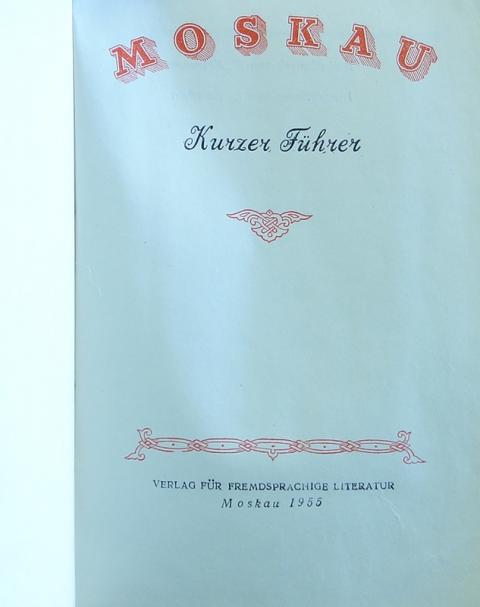 MOSKAU
Kurzer Führer
VERLAG FÜR FREMDSPRACHIGE LITERATUR
Moskau 1955